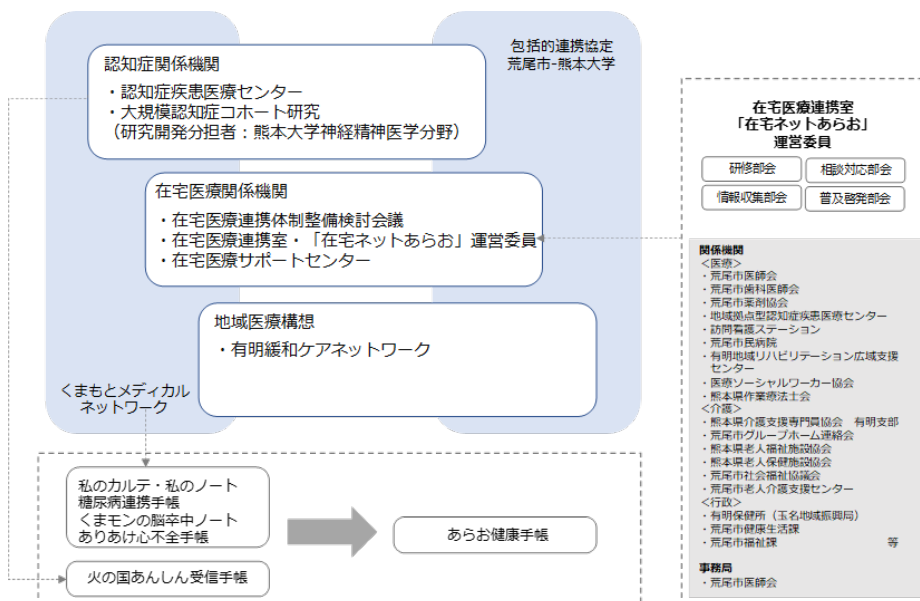 包括的連携協定
荒尾市-熊本大学
認知症関係機関
・認知症疾患医療センター
・大規模認知症コホート研究
(研究開発分担者:熊本大学神経精神医学分野)
在宅医療関係機関
・在宅医療連携体制整備検討会議
・在宅医療連携室・「在宅ネットあらお」運営委員
・在宅医療サポートセンター
地域医療構想
・有明緩和ケアネットワーク
くまもとメディカル
ネットワーク
私のカルテ・私のノート
糖尿病連携手帳
くまモンの脳卒中ノート
ありあけ心不全手帳
火の国あんしん受信手帳
あらお健康手帳
在宅医療連携室
「在宅ネットあらお」
運営委員
研修部会
相談対応部会
情報収集部会
普及啓発部会
関係機関
<医療>
・荒尾市医師会
・荒尾市歯科医師会
・荒尾市薬剤協会
・地域拠点型認知症疾患医療センター
・訪問看護ステーション
・荒尾市民病院
・有明地域リハビリテーション広域支援
センター
・医療ソーシャルワーカー協会
・熊本県作業療法士会
<介護>
・熊本県介護支援専門員協会 有明支部
・荒尾市グループホーム連絡会
・熊本県老人福祉施設協会
・熊本県老人保健施設協会
・荒尾市社会福祉協議会
・荒尾市老人介護支援センター
<行政>
・有明保健所(玉名地域振興局)
・荒尾市健康生活課
・荒尾市福祉課 等
事務局
・荒尾市医師会